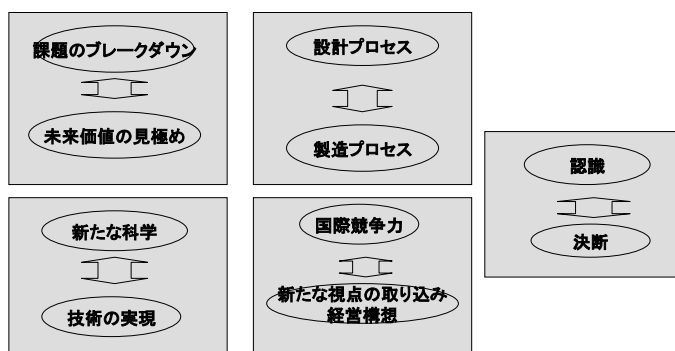 課題のブレークダウン
未来価値の見極め
設計プロセス
製造プロセス
新たな科学
技術の実現
国際競争力
新たな視点の取り込み
経営構想
認識
決断